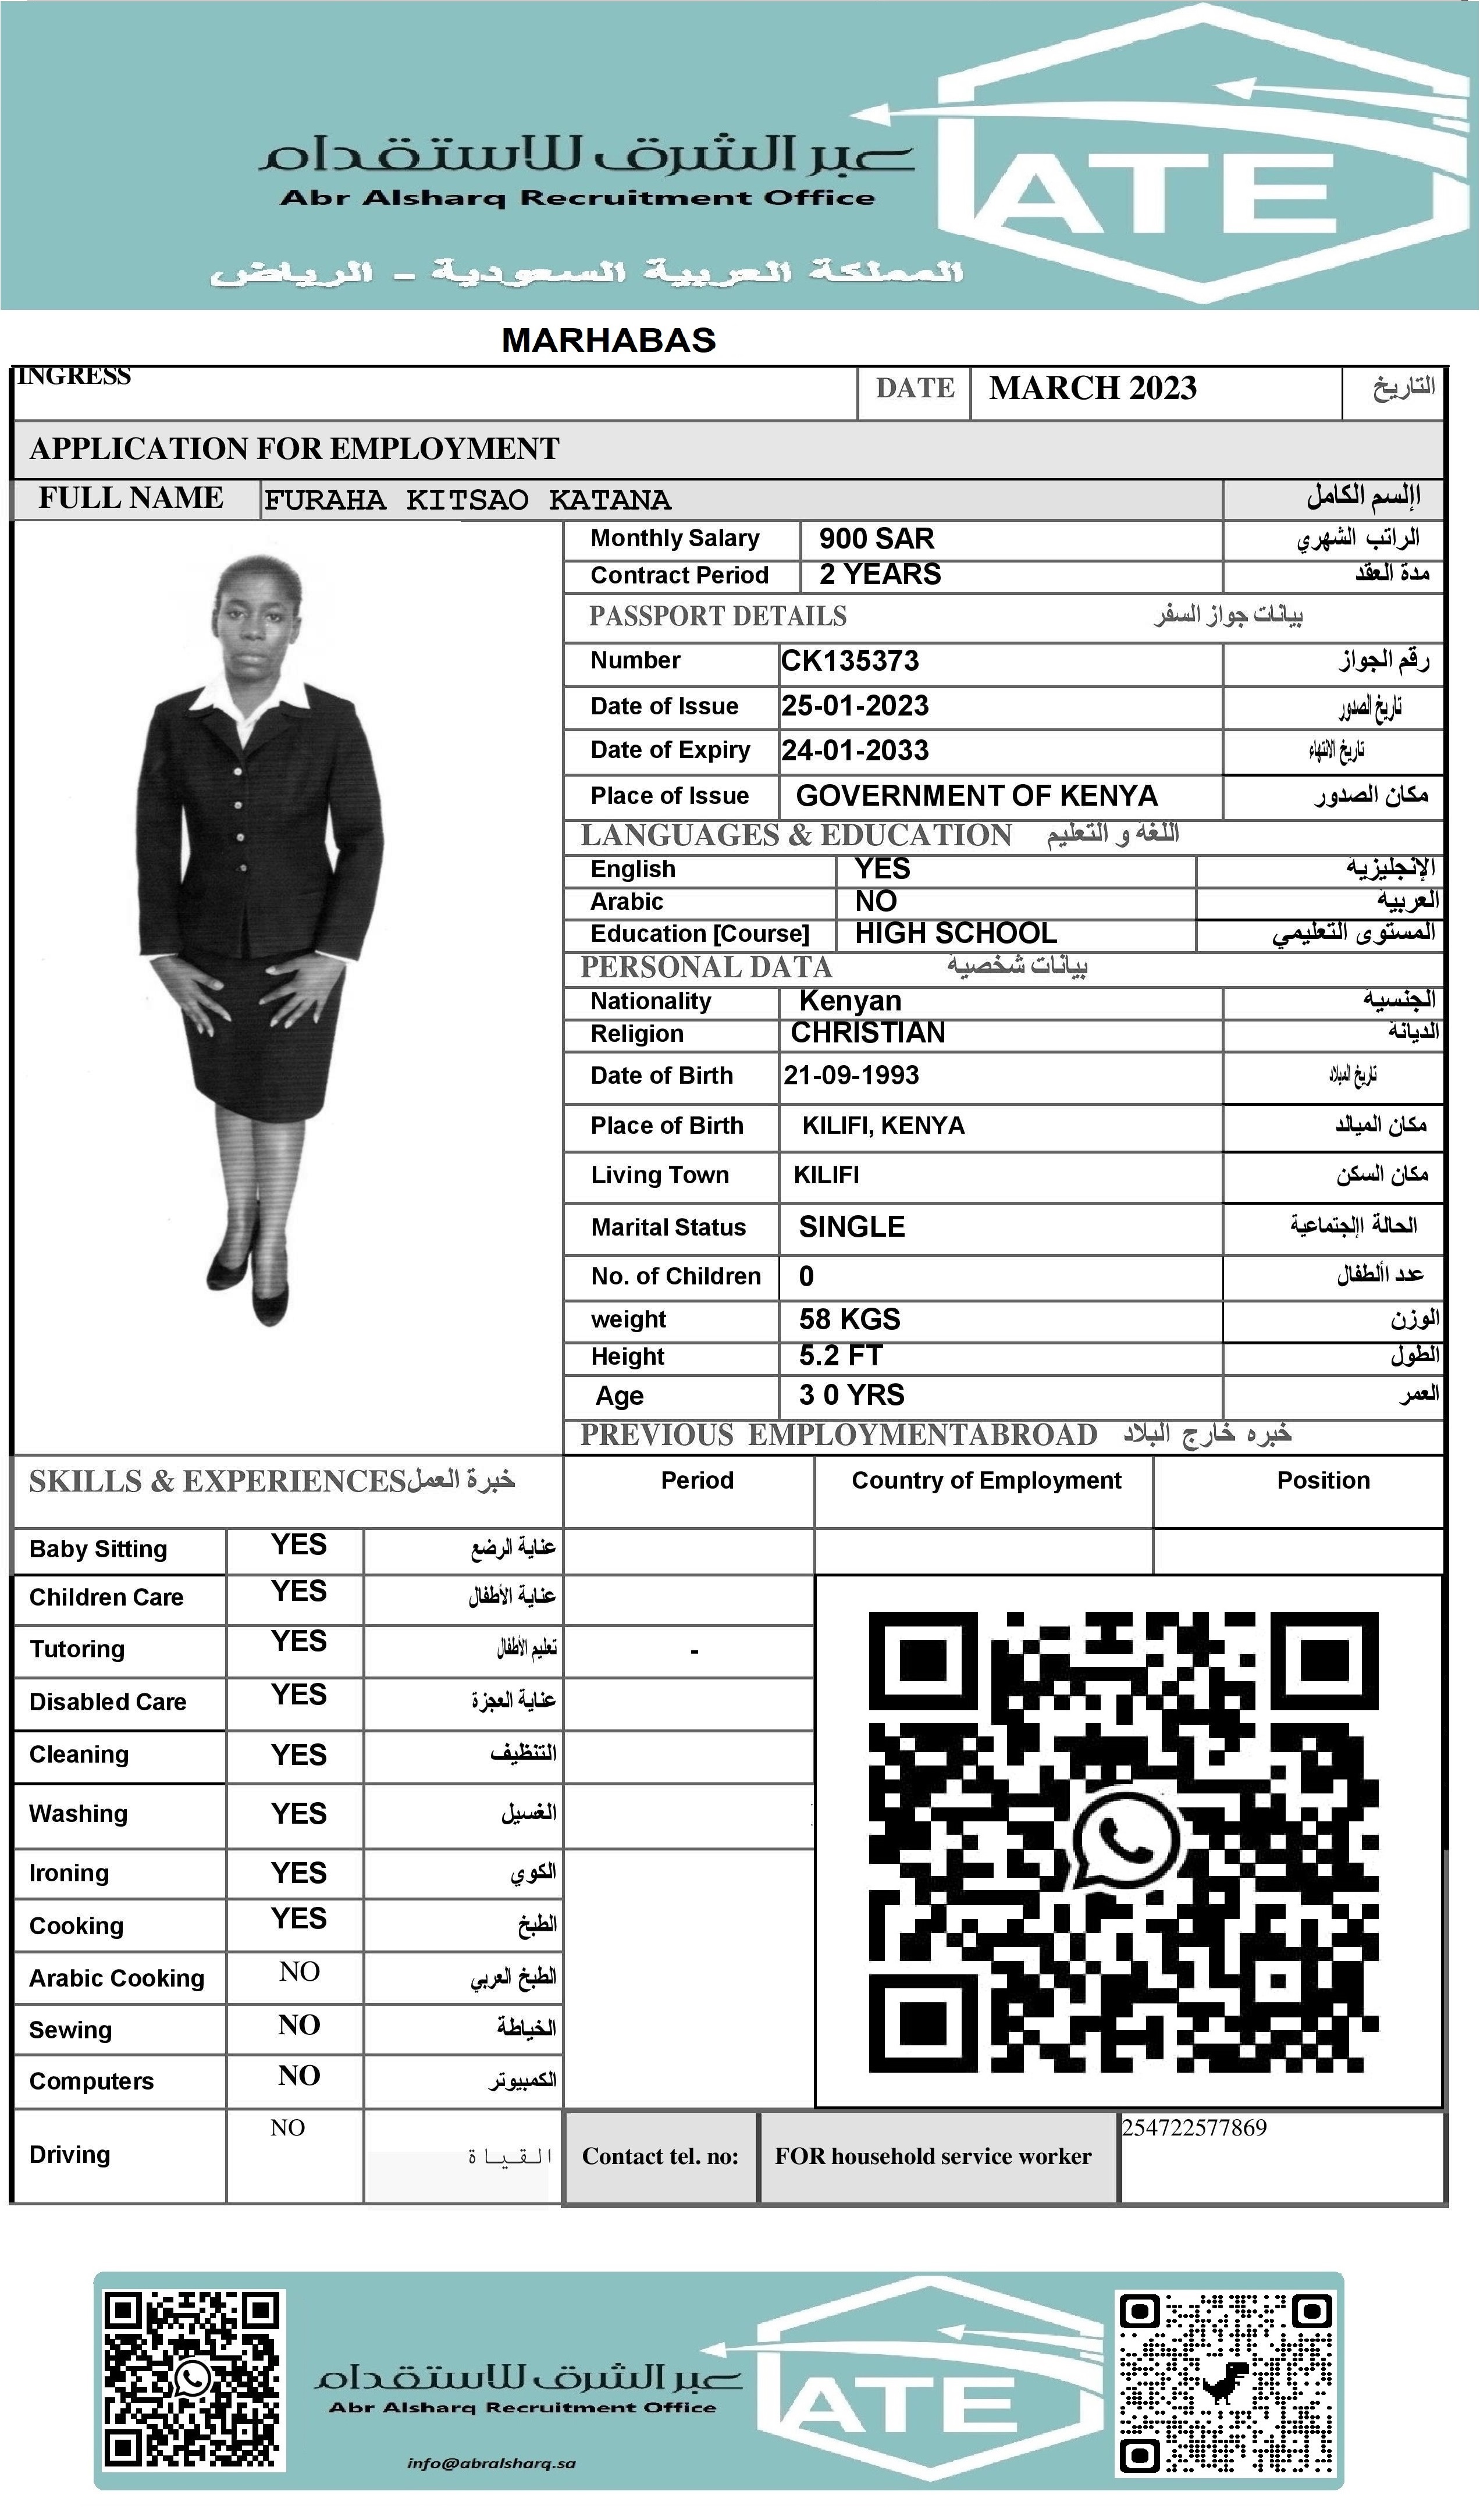 عبر الشرق للاستقدام
Abr Alsharq Recruitment Office
المملكة العربية السعودية - الرياض
ATE
MARHABAS
INGRESS
DATE MARCH 2023 التاريخ
APPLICATION FOR EMPLOYMENT
FULL NAME FURAHA KITSAO KATANA اإلسم الكامل
Monthly Salary 900 SAR الراتب الشهري
Contract Period 2 YEARS مدة العقد
PASSPORT DETAILS بيانات جواز السفر
Number CK135373 رقم الجواز
Date of Issue 25-01-2023 تاريخ الصدور
Date of Expiry 24-01-2033 تاريخ الانتهاء
Place of Issue GOVERNMENT OF KENYA مكان الصدور
LANGUAGES & EDUCATION اللغة و التعليم
English YES الإنجليزية
Arabic NO العربية
Education [Course] HIGH SCHOOL المستوى التعليمي
PERSONAL DATA بيانات شخصية
Nationality Kenyan الجنسية
Religion CHRISTIAN الديانة
Date of Birth 21-09-1993 تاريخ الميلاد
Place of Birth KILIFI, KENYA مكان الميالد
Living Town KILIFI مكان السكن
Marital Status SINGLE الحالة اإلجتماعية
No. of Children 0 عدد األطفال
weight 58 KGS الوزن
Height 5.2 FT الطول
Age 3 0 YRS العمر
PREVIOUS EMPLOYMENTABROAD خبره خارج البلاد
SKILLS & EXPERIENCES خبرة العمل
Period Country of Employment Position
Baby Sitting YES عناية الرضع
Children Care YES عناية الأطفال
Tutoring YES تعليم الأطفال -
Disabled Care YES عناية العجزة
Cleaning YES التنظيف
Washing YES الغسيل
Ironing YES الكوي
Cooking YES الطبخ
Arabic Cooking NO الطبخ العربي
Sewing NO الخياطة
Computers NO الكمبيوتر
Driving NO القياة
Contact tel. no: FOR household service worker 254722577869
عبر الشرق للاستقدام
Abr Alsharq Recruitment Office
ATE
info@abralsharq.sa